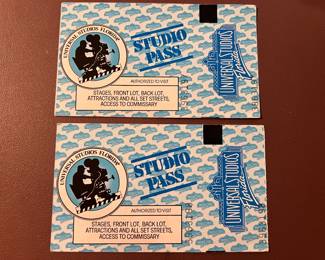 UNIVERSAL STUDIOS FLORIDA
STUDIO
PASS
AUTHORIZED TO VISIT
STAGES, FRONT LOT, BACK LOT,
ATTRACTIONS AND ALL SET STREETS,
ACCESS TO COMMISSARY
UNIVERSAL STUDIOS
Florida
UNIVERSAL STUDIOS FLORIDA
STUDIO
PASS
AUTHORIZED TO VISIT
STAGES, FRONT LOT, BACK LOT,
ATTRACTIONS AND ALL SET STREETS,
ACCESS TO COMMISSARY
UNIVERSAL STUDIOS
Florida